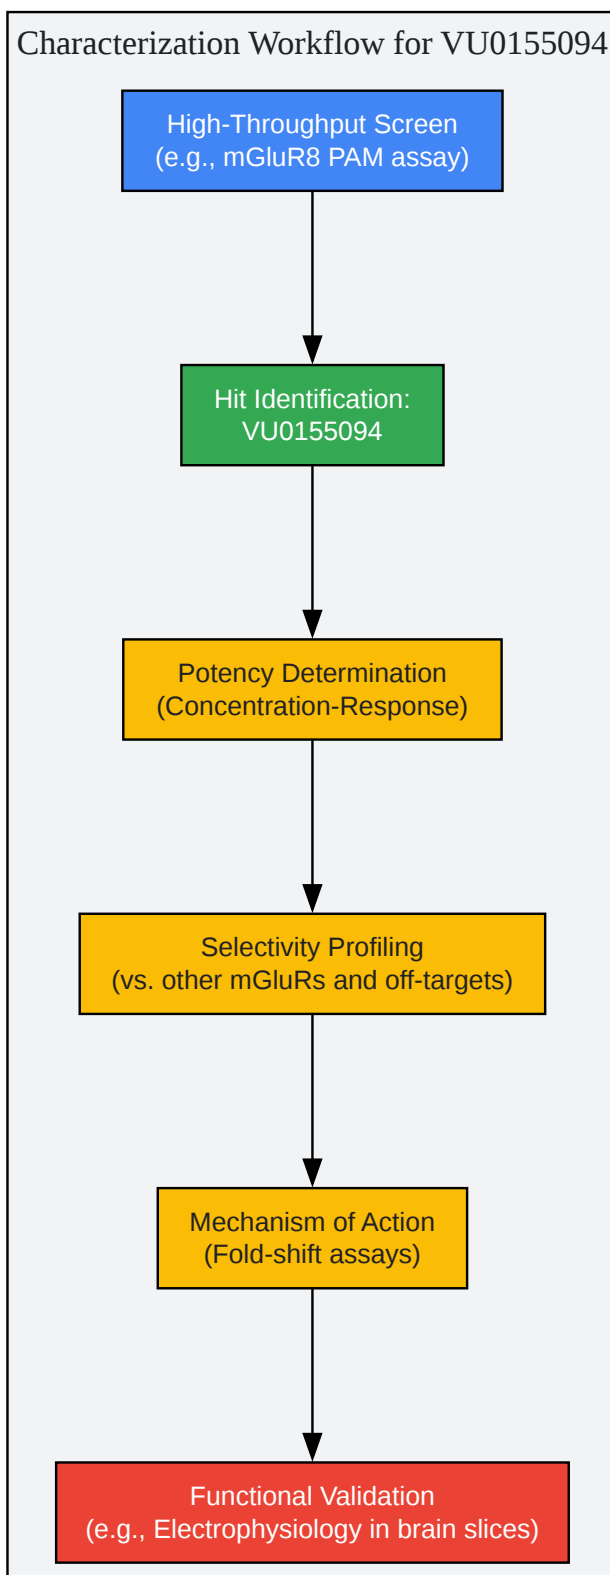 Characterization Workflow for VU0155094
High-Throughput Screen
(e.g., mGluR8 PAM assay)
Hit Identification:
VU0155094
Potency Determination
(Concentration-Response)
Selectivity Profiling
(vs. other mGluRs and off-targets)
Mechanism of Action
(Fold-shift assays)
Functional Validation
(e.g., Electrophysiology in brain slices)